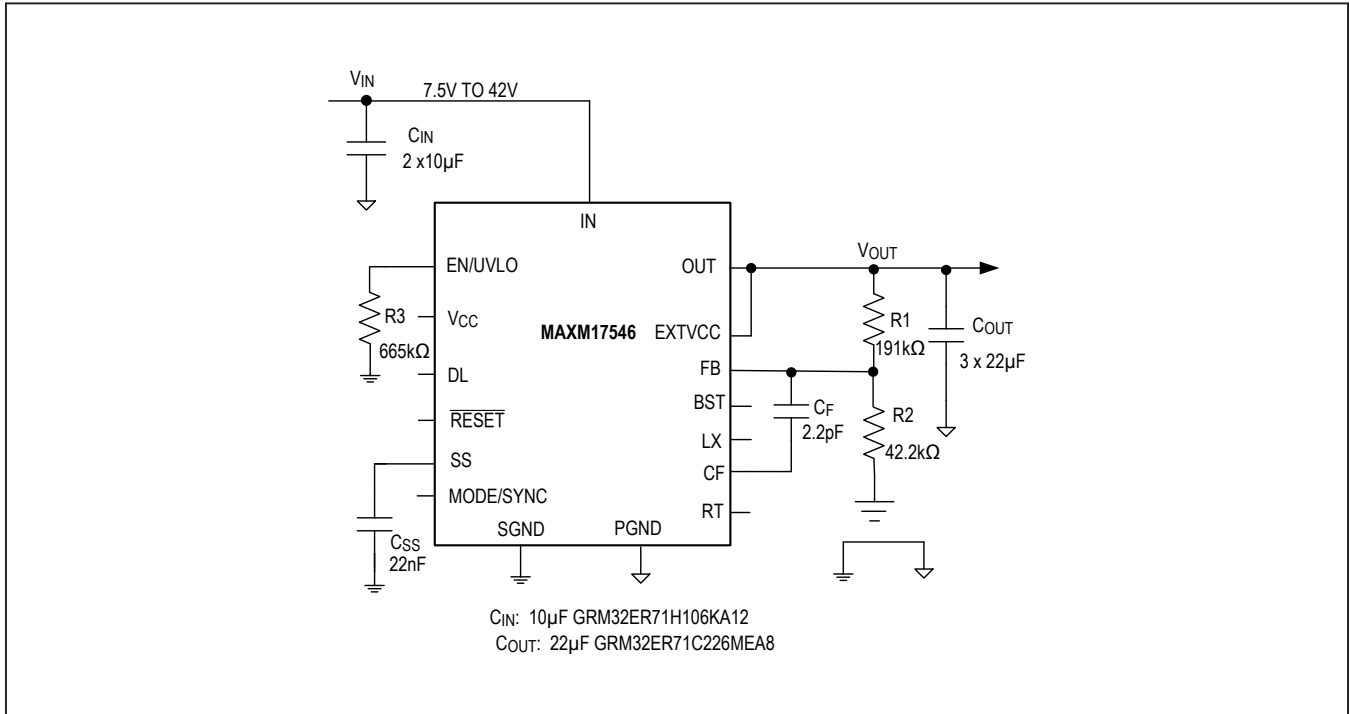 VIN
7.5V TO 42V
CIN
2 x10µF
IN
EN/UVLO
OUT
VOUT
R3
665kΩ
VCC
MAXM17546
EXTVCC
R1
191kΩ
COUT
3 x 22µF
DL
FB
RESET
BST
CF
2.2pF
R2
42.2kΩ
LX
SS
CF
MODE/SYNC
RT
SGND
PGND
CSS
22nF
CIN: 10µF GRM32ER71H106KA12
COUT: 22µF GRM32ER71C226MEA8